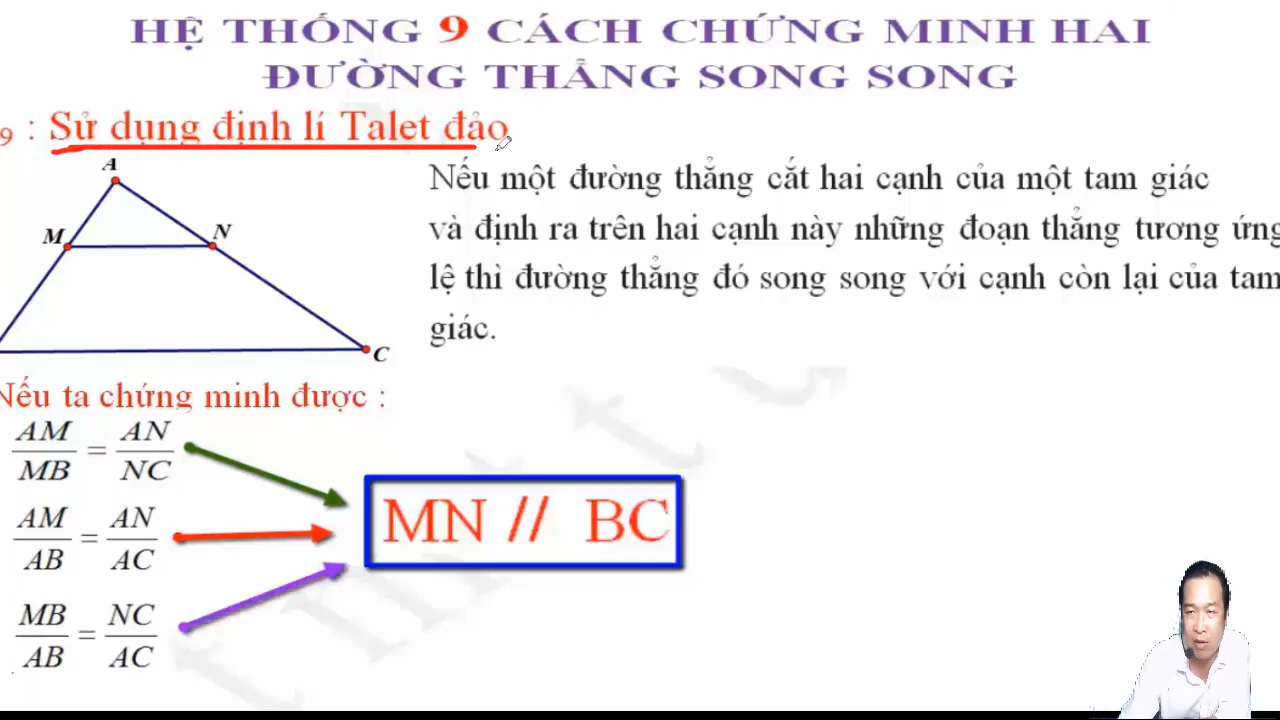 HỆ THỐNG 9 CÁCH CHỨNG MINH HAI
ĐƯỜNG THẲNG SONG SONG
9 : Sử dụng định lí Talet đảo
A
M
N
C
Nếu một đường thẳng cắt hai cạnh của một tam giác
và định ra trên hai cạnh này những đoạn thẳng tương ứng
lệ thì đường thẳng đó song song với cạnh còn lại của tam
giác.
Nếu ta chứng minh được :
AM/MB = AN/NC
AM/AB = AN/AC
MB/AB = NC/AC
MN // BC